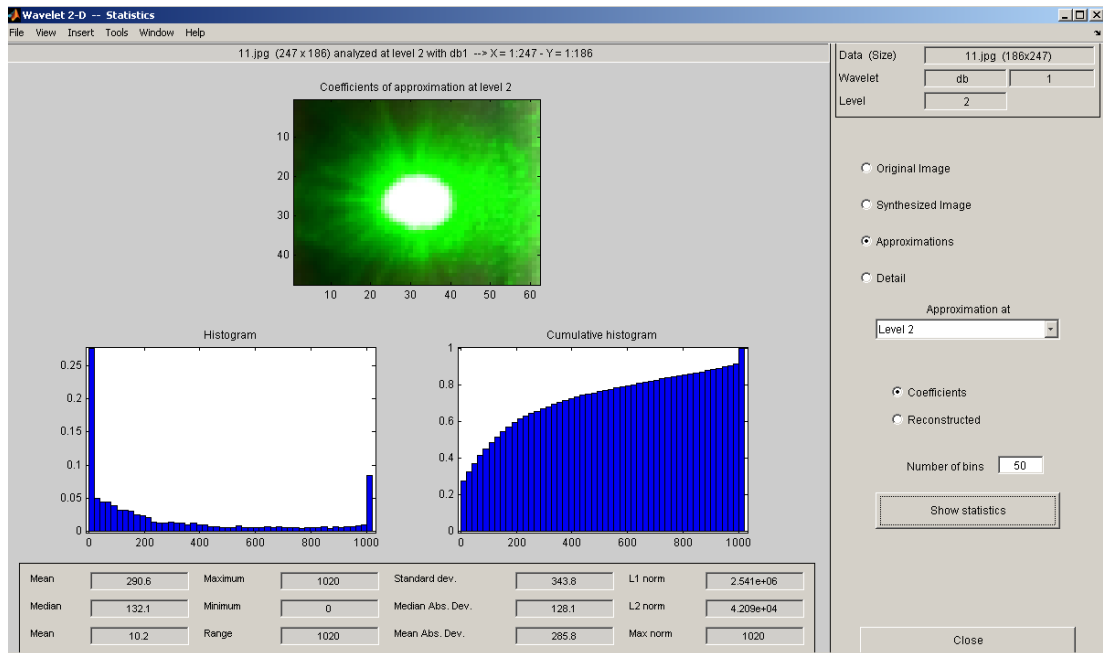 Wavelet 2-D -- Statistics
File View Insert Tools Window Help
11.jpg (247 x 186) analyzed at level 2 with db1 --> X = 1:247 - Y = 1:186
Data (Size) 11.jpg (186x247)
Wavelet db 1
Level 2
Coefficients of approximation at level 2
10
20
30
40
10 20 30 40 50 60
Original Image
Synthesized Image
Approximations
Detail
Approximation at
Level 2
Coefficients
Reconstructed
Number of bins 50
Show statistics
Histogram
0.25
0.2
0.15
0.1
0.05
0
0 200 400 600 800 1000
Cumulative histogram
1
0.8
0.6
0.4
0.2
0
0 200 400 600 800 1000
Mean 290.6 Maximum 1020 Standard dev. 343.8 L1 norm 2.541e+06
Median 132.1 Minimum 0 Median Abs. Dev. 128.1 L2 norm 4.209e+04
Mean 10.2 Range 1020 Mean Abs. Dev. 285.8 Max norm 1020
Close